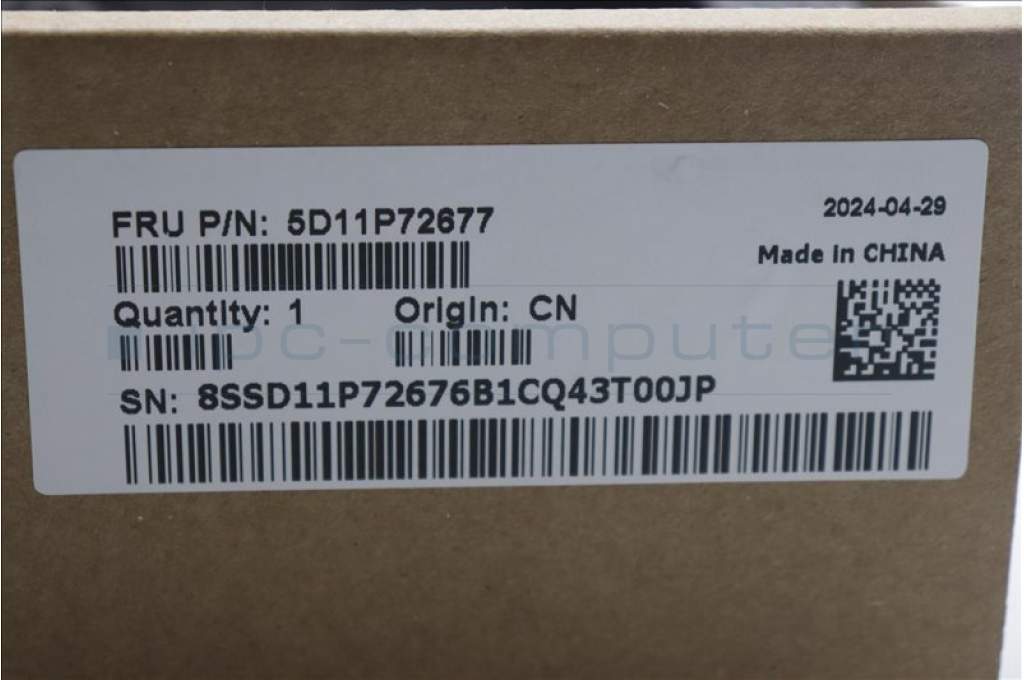 FRU P/N: 5D11P72677
2024-04-29
Made in CHINA
Quantity: 1 Origin: CN
SN: 8SSD11P72676B1CQ43T00JP